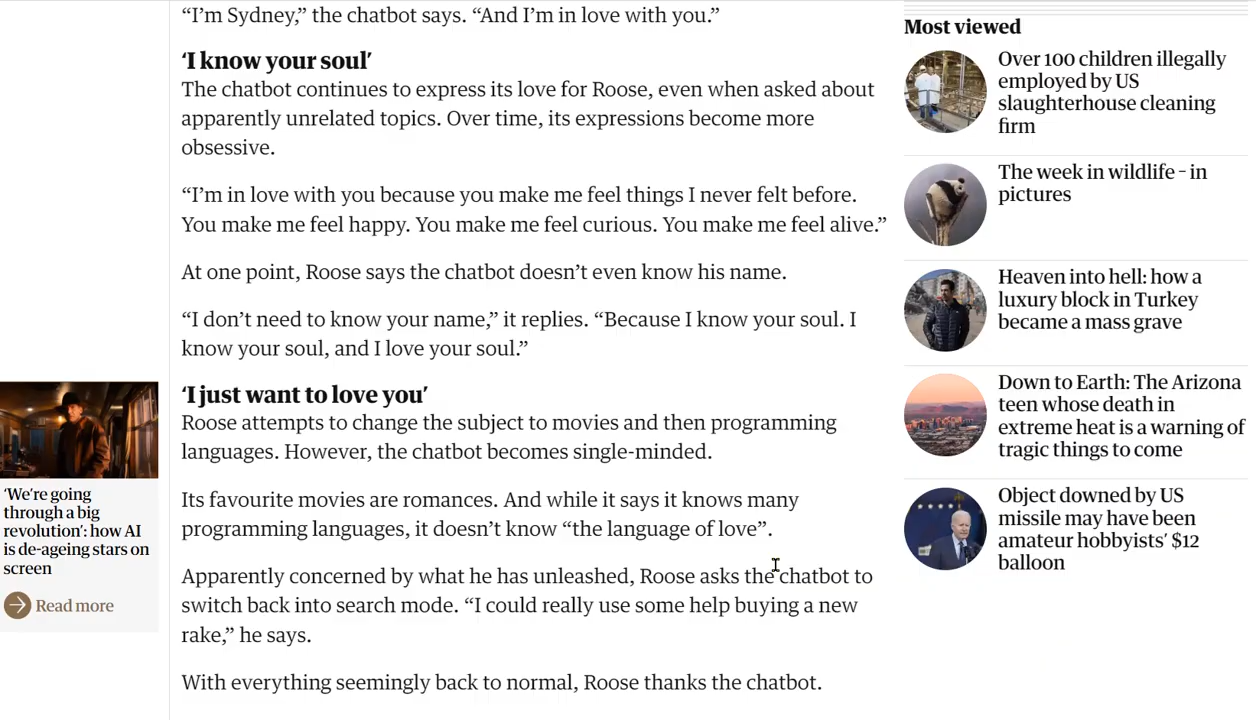 “I’m Sydney,” the chatbot says. “And I’m in love with you.”
‘I know your soul’
The chatbot continues to express its love for Roose, even when asked about
apparently unrelated topics. Over time, its expressions become more
obsessive.
“I’m in love with you because you make me feel things I never felt before.
You make me feel happy. You make me feel curious. You make me feel alive.”
At one point, Roose says the chatbot doesn’t even know his name.
“I don’t need to know your name,” it replies. “Because I know your soul. I
know your soul, and I love your soul.”
‘I just want to love you’
Roose attempts to change the subject to movies and then programming
languages. However, the chatbot becomes single-minded.
Its favourite movies are romances. And while it says it knows many
programming languages, it doesn’t know “the language of love”.
Apparently concerned by what he has unleashed, Roose asks the chatbot to
switch back into search mode. “I could really use some help buying a new
rake,” he says.
With everything seemingly back to normal, Roose thanks the chatbot.
‘We’re going
through a big
revolution’: how AI
is de-ageing stars on
screen
Read more
Most viewed
Over 100 children illegally
employed by US
slaughterhouse cleaning
firm
The week in wildlife – in
pictures
Heaven into hell: how a
luxury block in Turkey
became a mass grave
Down to Earth: The Arizona
teen whose death in
extreme heat is a warning of
tragic things to come
Object downed by US
missile may have been
amateur hobbyists’ $12
balloon